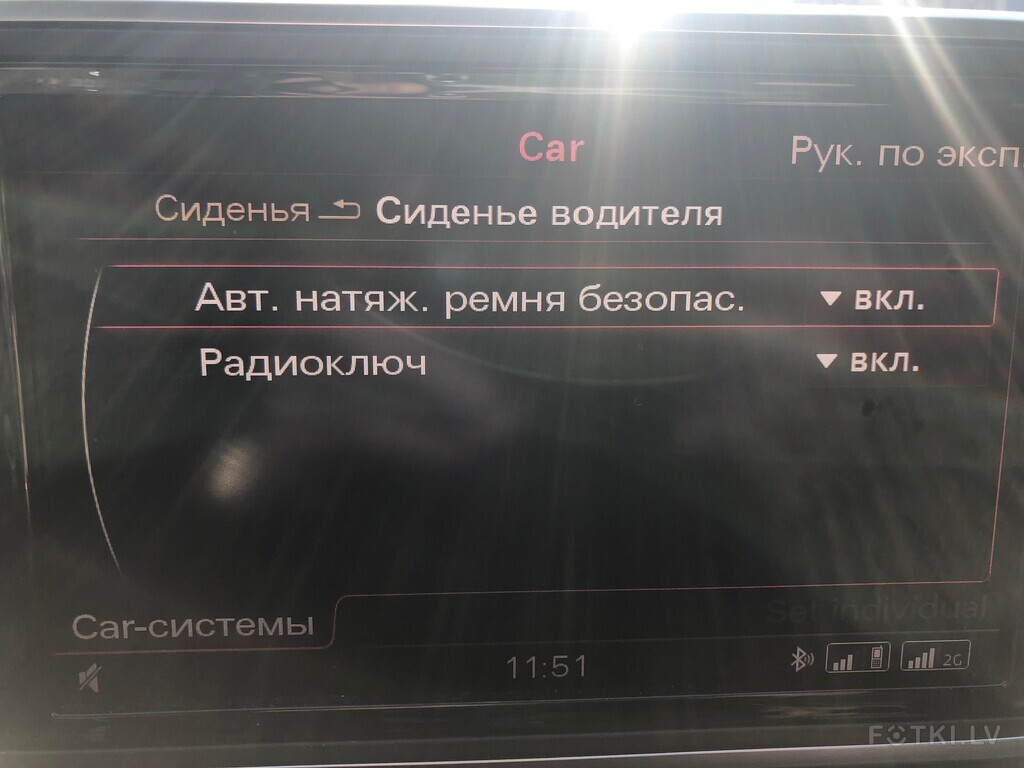 Car
Рук. по эксп.
Сиденья Сиденье водителя
Авт. натяж. ремня безопас. вкл.
Радиоключ вкл.
Set individual
Car-системы
11:51
2G
FOTKI.LV